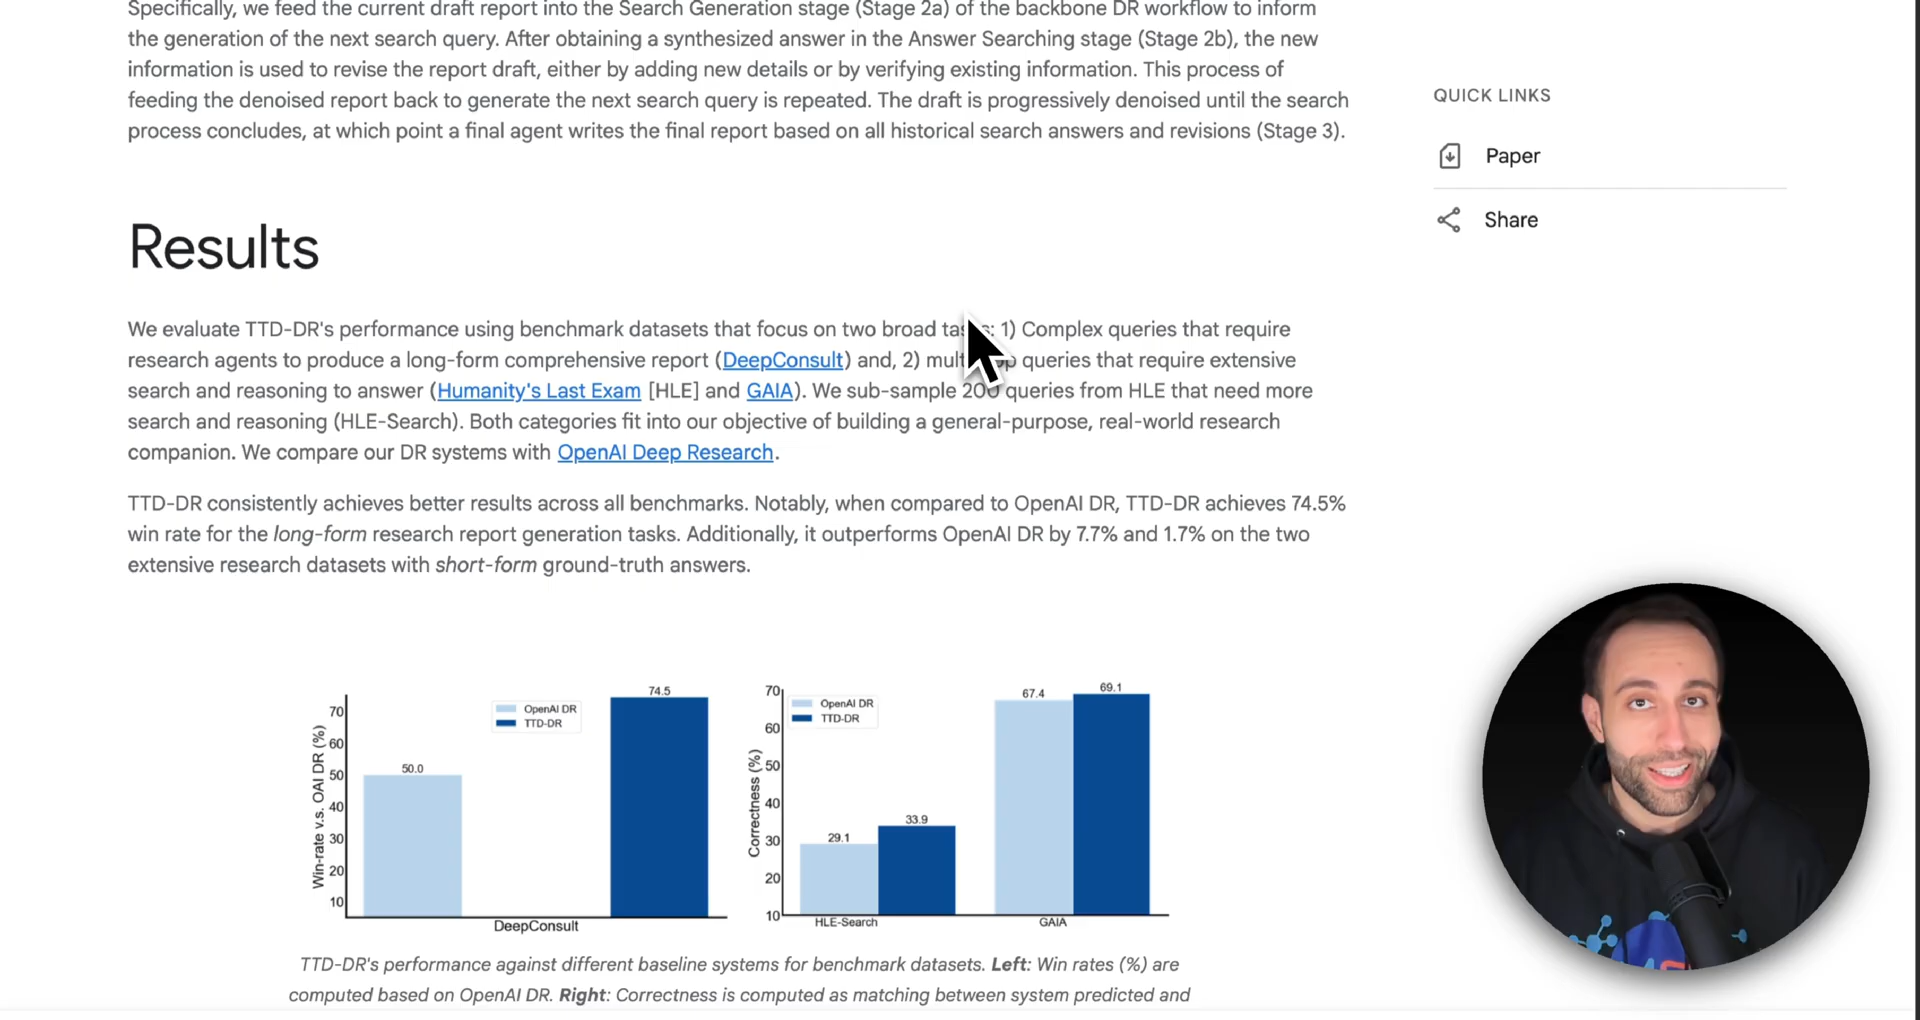 Specifically, we feed the current draft report into the Search Generation stage (Stage 2a) of the backbone DR workflow to inform
the generation of the next search query. After obtaining a synthesized answer in the Answer Searching stage (Stage 2b), the new
information is used to revise the report draft, either by adding new details or by verifying existing information. This process of
feeding the denoised report back to generate the next search query is repeated. The draft is progressively denoised until the search
process concludes, at which point a final agent writes the final report based on all historical search answers and revisions (Stage 3).
QUICK LINKS
Paper
Share
Results
We evaluate TTD-DR's performance using benchmark datasets that focus on two broad 1) Complex queries that require
research agents to produce a long-form comprehensive report (DeepConsult) and, 2) queries that require extensive
search and reasoning to answer (Humanity's Last Exam [HLE] and GAIA). We sub-sample 200 queries from HLE that need more
search and reasoning (HLE-Search). Both categories fit into our objective of building a general-purpose, real-world research
companion. We compare our DR systems with OpenAI Deep Research.
TTD-DR consistently achieves better results across all benchmarks. Notably, when compared to OpenAI DR, TTD-DR achieves 74.5%
win rate for the long-form research report generation tasks. Additionally, it outperforms OpenAI DR by 7.7% and 1.7% on the two
extensive research datasets with short-form ground-truth answers.
Win-rate v.s. OAI DR (%)
70
60
50
40
30
20
10
50.0
74.5
OpenAI DR
TTD-DR
DeepConsult
Correctness (%)
70
60
50
40
30
20
10
OpenAI DR
TTD-DR
29.1
33.9
67.4
69.1
HLE-Search
GAIA
TTD-DR's performance against different baseline systems for benchmark datasets. Left: Win rates (%) are
computed based on OpenAI DR. Right: Correctness is computed as matching between system predicted and